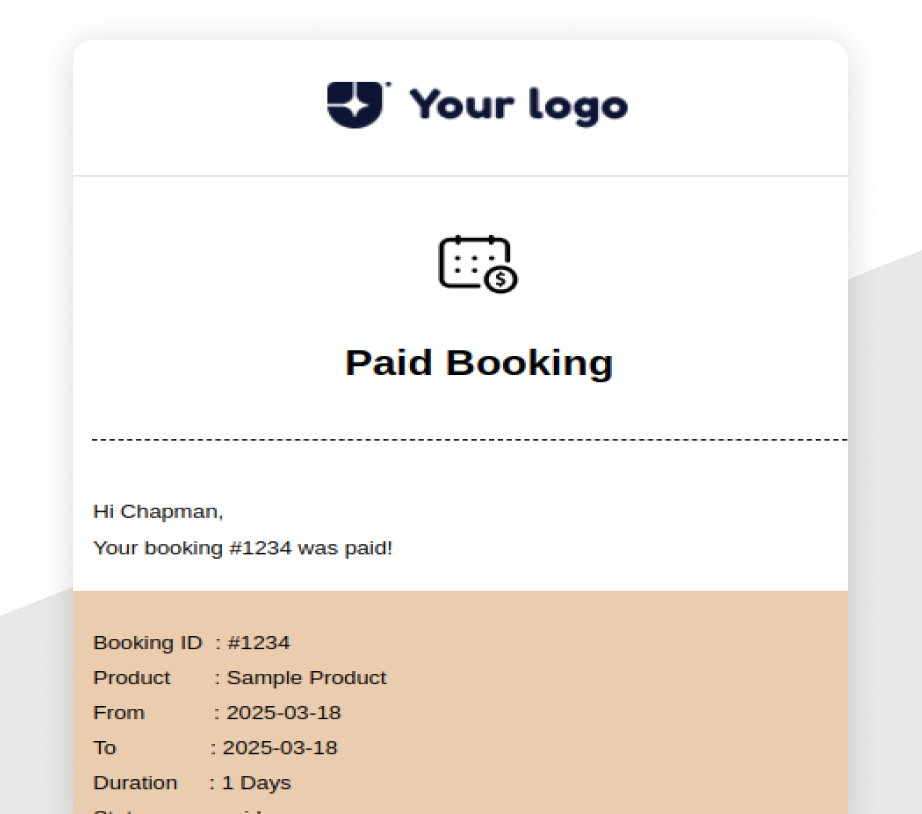 Your logo
Paid Booking
Hi Chapman,
Your booking #1234 was paid!
Booking ID : #1234
Product : Sample Product
From : 2025-03-18
To : 2025-03-18
Duration : 1 Days